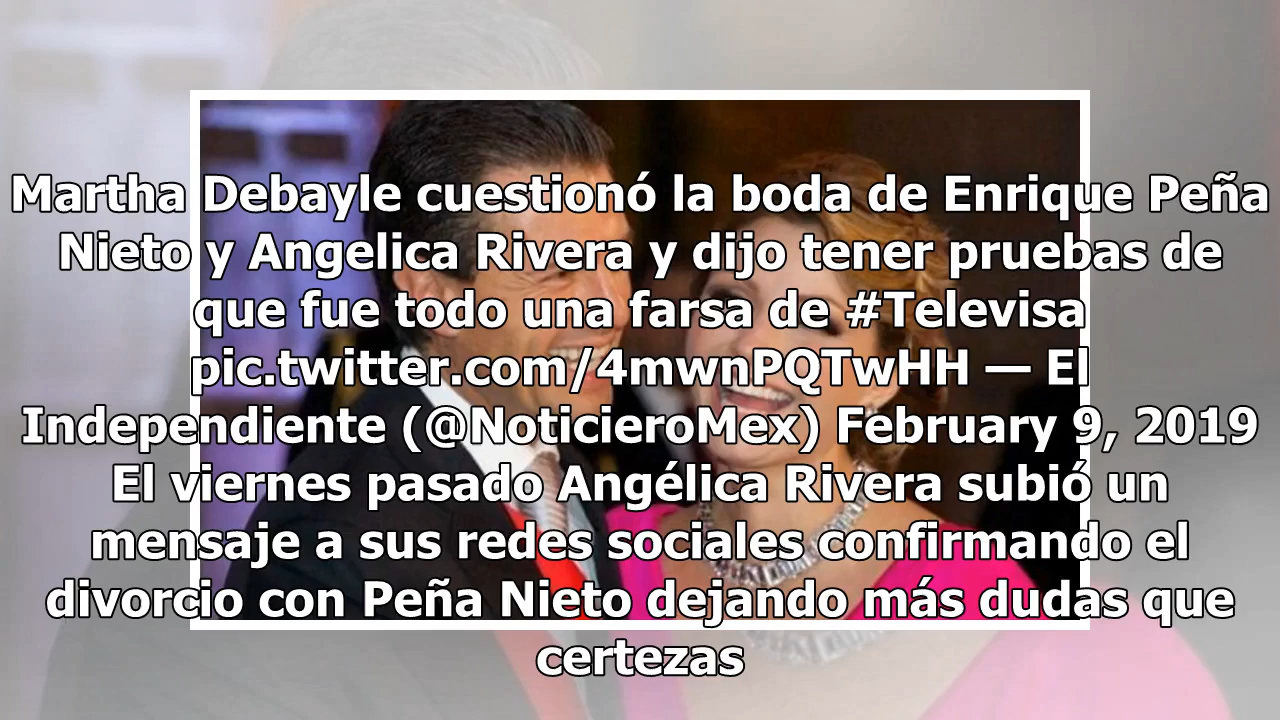 Martha Debayle cuestionó la boda de Enrique Peña
Nieto y Angelica Rivera y dijo tener pruebas de
que fue todo una farsa de #Televisa
pic.twitter.com/4mwnPQTwHH — El
Independiente (@NoticieroMex) February 9, 2019
El viernes pasado Angélica Rivera subió un
mensaje a sus redes sociales confirmando el
divorcio con Peña Nieto dejando más dudas que
certezas